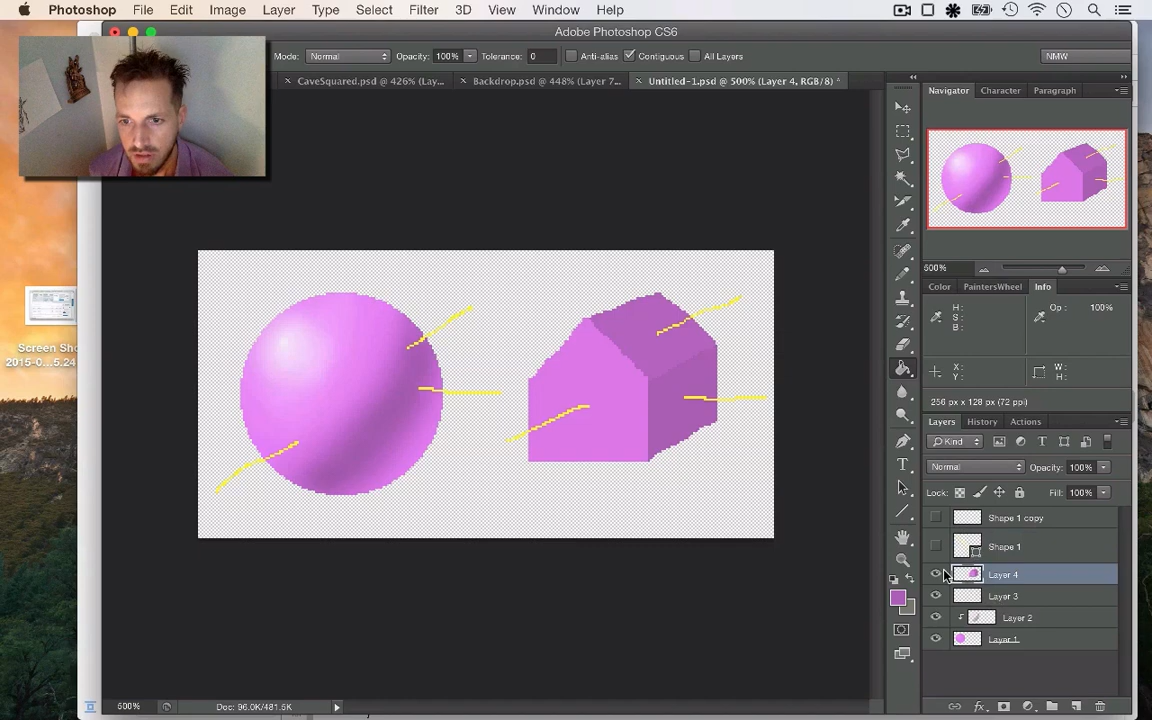 Photoshop File Edit Image Layer Type Select Filter 3D View Window Help
Adobe Photoshop CS6
Mode: Normal Opacity: 100% Tolerance: 0 Anti-alias Contiguous All Layers NMW
CaveSquared.psd @ 426% (Lay... Backdrop.psd @ 448% (Layer 7... Untitled-1.psd @ 500% (Layer 4, RGB/8) *
Navigator Character Paragraph
500%
Color PaintersWheel Info
H:
S:
B:
Op: 100%
X:
Y:
W:
H:
256 px x 128 px (72 ppi)
Layers History Actions
Kind
Normal Opacity: 100%
Lock: Fill: 100%
Shape 1 copy
Shape 1
Layer 4
Layer 3
Layer 2
Layer 1
Screen Sho
2015-0...5.24
500% Doc: 96.0K/481.5K